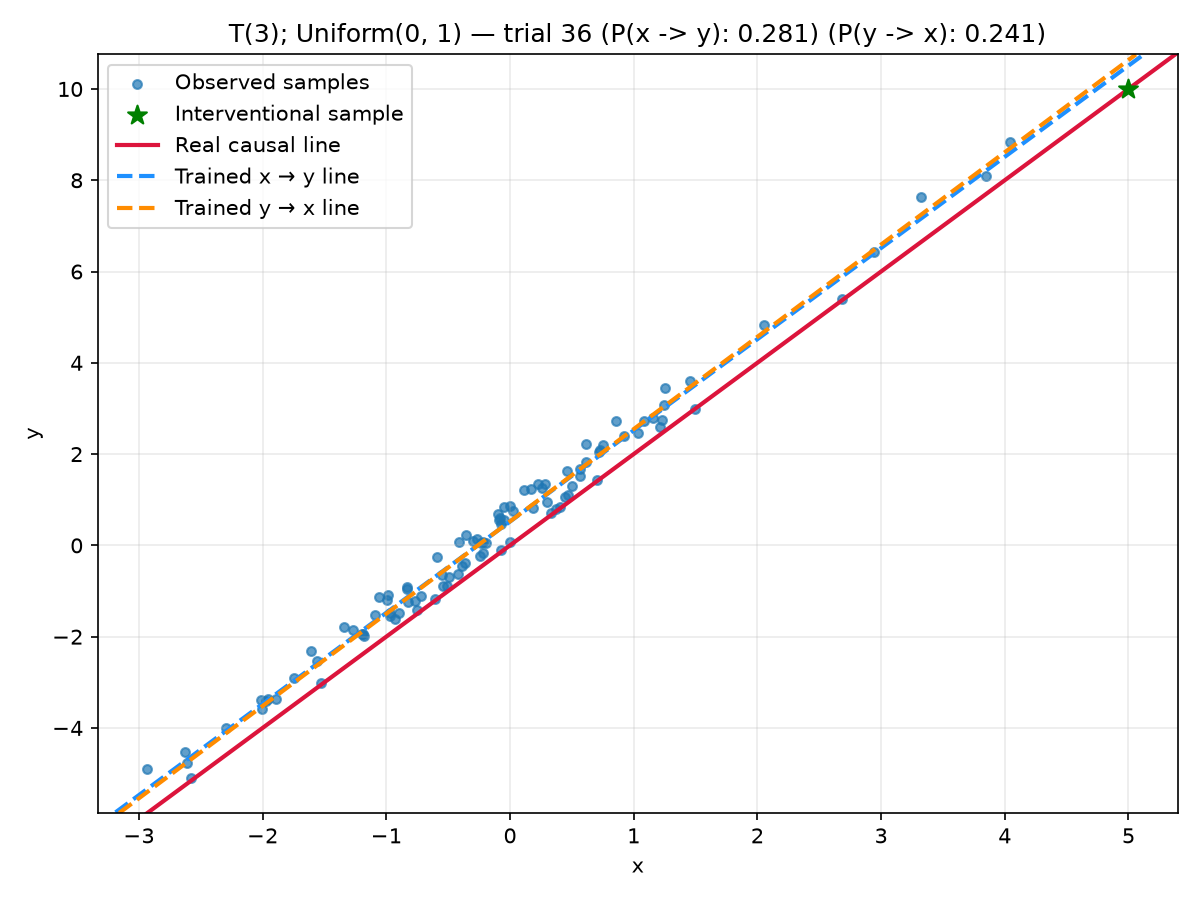 T(3); Uniform(0, 1) — trial 36 (P(x -> y): 0.281) (P(y -> x): 0.241)
Observed samples
Interventional sample
Real causal line
Trained x → y line
Trained y → x line
10
8
6
4
2
0
−2
−4
y
−3
−2
−1
0
1
2
3
4
5
x